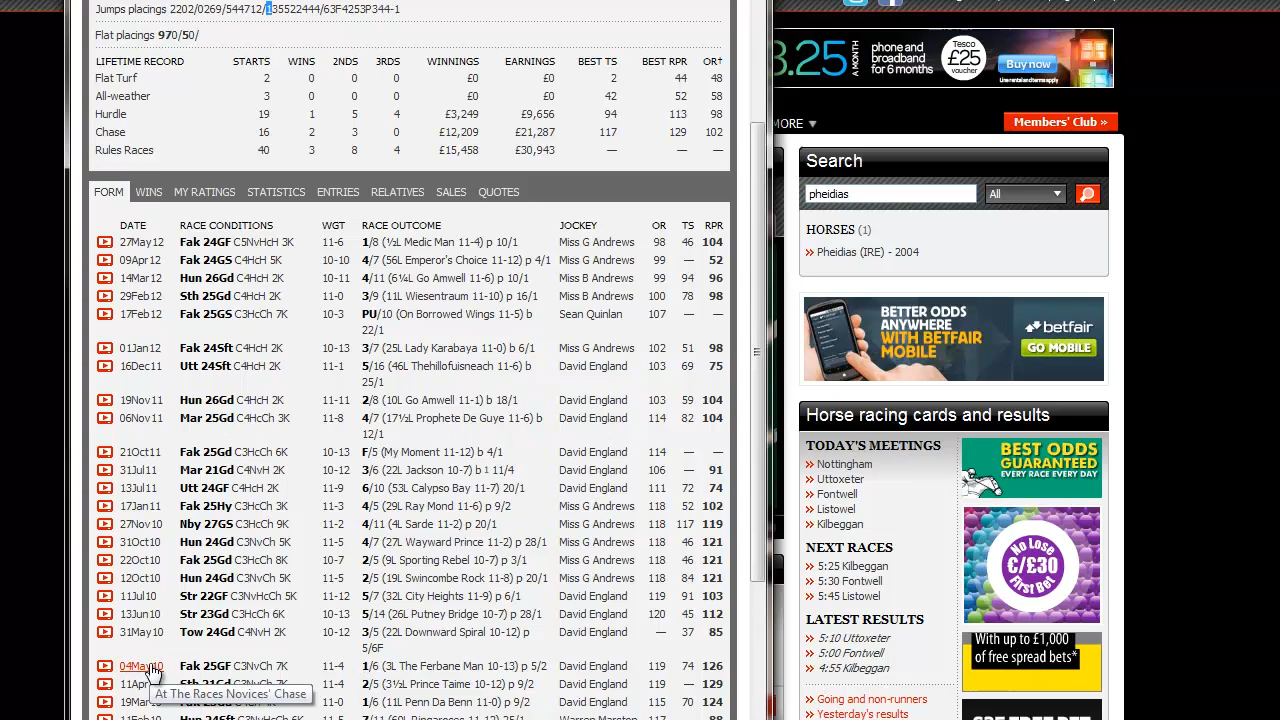 Jumps placings 2202/0269/544712/135522444/63F4253P344-1
Flat placings 970/50/
LIFETIME RECORD STARTS WINS 2NDS 3RDS WINNINGS EARNINGS BEST TS BEST RPR OR†
Flat Turf 2 0 0 0 £0 £0 2 44 48
All-weather 3 0 0 0 £0 £0 42 52 58
Hurdle 19 1 5 4 £3,249 £9,656 94 113 98
Chase 16 2 3 0 £12,209 £21,287 117 129 102
Rules Races 40 3 8 4 £15,458 £30,943 — — —
FORM WINS MY RATINGS STATISTICS ENTRIES RELATIVES SALES QUOTES
DATE RACE CONDITIONS WGT RACE OUTCOME JOCKEY OR TS RPR
27May12 Fak 24GF C5NvHcH 3K 11-6 1/8 (½L Medic Man 11-4) p 10/1 Miss G Andrews 98 46 104
09Apr12 Fak 24GS C4HcH 5K 10-10 4/7 (56L Emperor's Choice 11-12) p 4/1 Miss G Andrews 99 — 52
14Mar12 Hun 26Gd C4HcH 2K 10-11 4/11 (6¼L Go Amwell 11-6) p 10/1 Miss B Andrews 99 94 96
29Feb12 Sth 25Gd C4HcH 2K 11-0 3/9 (11L Wiesentraum 11-10) p 16/1 Miss B Andrews 100 78 98
17Feb12 Fak 25GS C3HcCh 7K 10-3 PU/10 (On Borrowed Wings 11-5) b Sean Quinlan 107 — —
22/1
01Jan12 Fak 24Sft C4HcH 2K 10-13 3/7 (25L Lady Karabaya 11-0) b 6/1 Miss G Andrews 102 51 98
16Dec11 Utt 24Sft C4HcH 2K 11-1 5/16 (46L Thehillofuisneach 11-6) b David England 103 69 75
25/1
19Nov11 Hun 26Gd C4HcH 2K 11-11 2/8 (10L Go Amwell 11-1) b 18/1 David England 103 59 104
06Nov11 Mar 25Gd C4HcCh 3K 11-8 4/7 (17½L Prophete De Guye 11-6) b David England 114 82 104
12/1
21Oct11 Fak 25Gd C3HcCh 6K 10-13 F/5 (My Moment 11-12) b 4/1 David England 114 — —
31Jul11 Mar 21Gd C4NvH 2K 10-12 3/6 (22L Jackson 10-7) b 1 11/4 David England 106 — 91
13Jul11 Utt 24GF C4HcH 2K 11-9 6/10 (53L Calypso Bay 11-7) 20/1 David England 111 72 74
17Jan11 Fak 25Hy C3HcCh 7K 10-13 4/5 (29L Ray Mond 11-6) p 9/2 Miss G Andrews 118 52 102
27Nov10 Nby 27GS C3HcCh 9K 11-2 4/11 (4L Sarde 11-2) p 20/1 Miss G Andrews 118 117 119
31Oct10 Hun 24Gd C3NvCh 5K 11-5 4/7 (42L Wayward Prince 11-5) p 28/1 Miss G Andrews 118 46 121
22Oct10 Fak 25Gd C3HcCh 8K 11-4 2/5 (9L Sporting Rebel 10-6) p 3/1 David England 118 46 121
12Oct10 Hun 24Gd C3NvCh 5K 11-5 2/5 (19L Swincombe Rock 11-8) p 20/1 David England 118 84 121
11Jul10 Str 22GF C3NvHcCh 5K 10-12 5/7 (32L City Heights 11-9) p 6/1 David England 119 91 103
13Jun10 Str 23Gd C3HcCh 6K 10-13 5/10 (26L Putney Bridge 10-7) p 14/1 David England 120 45 112
31May10 Tow 24Gd C4NvH 2K 10-12 3/5 (22L Downward Spiral 10-12) p David England — 37 85
5/6F
04May10 Fak 25GF C3NvCh 7K 11-4 1/6 (3L The Ferbane Man 10-13) p 5/2 David England 119 74 126
11Ap Sth 21Gd C3NvCh 7K 11-4 2/5 (3½L Prince Taime 10-12) p 9/2 David England 119 — 129
At The Races Novices' Chase
1/6 (11L Penn Da Benn 11-0) p 4/1 David England 115 70 124
phone and
broadband
for 6 months
3.25 A MONTH
Tesco
£25
voucher
Buy now
Line rental and terms apply
MORE
Members' Club »
Search
pheidias All
HORSES (1)
Pheidias (IRE) - 2004
BETTER ODDS
ANYWHERE
WITH BETFAIR
MOBILE
betfair
GO MOBILE
Horse racing cards and results
TODAY'S MEETINGS
Nottingham
Uttoxeter
Fontwell
Listowel
Kilbeggan
NEXT RACES
5:25 Kilbeggan
5:30 Fontwell
5:45 Listowel
LATEST RESULTS
5:10 Uttoxeter
5:00 Fontwell
4:55 Kilbeggan
Going and non-runners
Yesterday's results
BEST ODDS
GUARANTEED
EVERY RACE EVERY DAY
No Lose
€/£30
First Bet
With up to £1,000
of free spread bets*